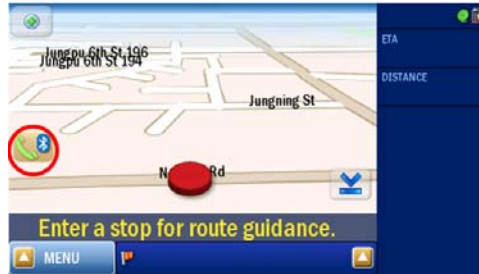 ETA
Jungpu 6th St,196
Jungpu 6th St 194
DISTANCE
Jungning St
N Rd
Enter a stop for route guidance.
MENU